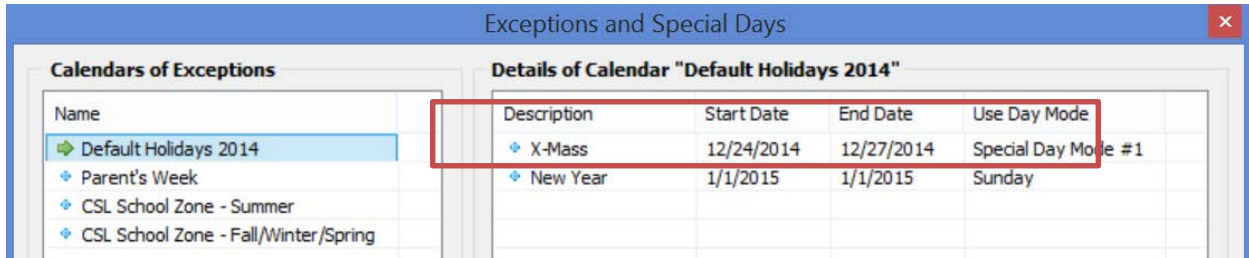 Exceptions and Special Days
Calendars of Exceptions
Name
Default Holidays 2014
Parent's Week
CSL School Zone - Summer
CSL School Zone - Fall/Winter/Spring
Details of Calendar "Default Holidays 2014"
Description Start Date End Date Use Day Mode
X-Mass 12/24/2014 12/27/2014 Special Day Mode #1
New Year 1/1/2015 1/1/2015 Sunday